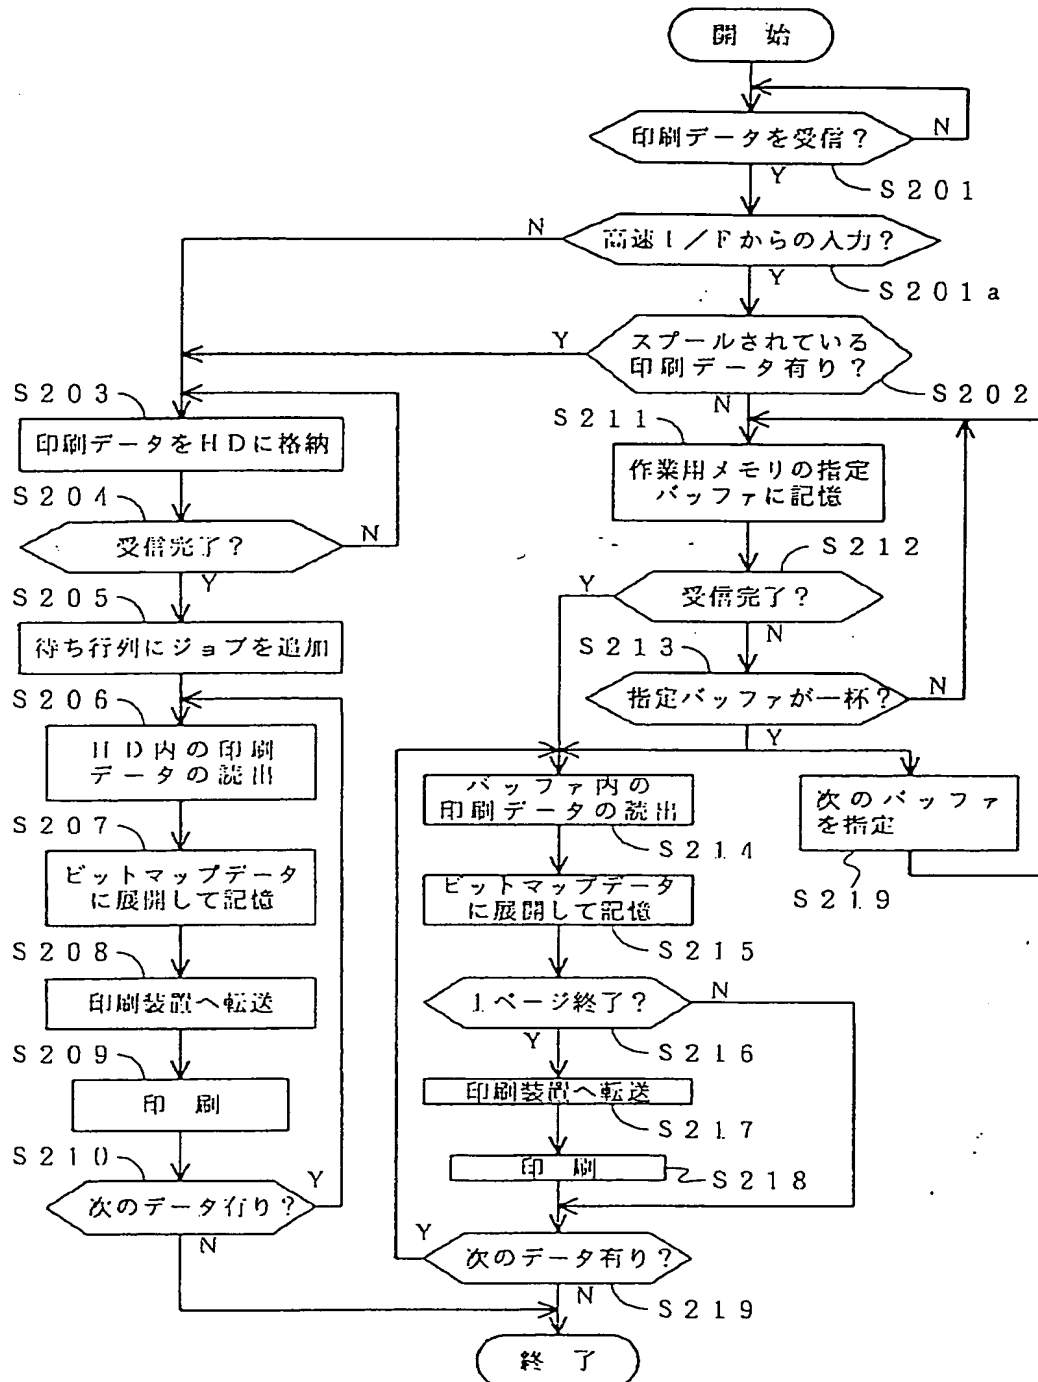 開 始
印刷データを受信?
N
Y
S201
N
高速I/Fからの入力?
Y
S201a
Y
スプールされている
印刷データ有り?
S202
N
S203
印刷データをHDに格納
S204
受信完了?
N
Y
S205
待ち行列にジョブを追加
S206
HD内の印刷
データの読出
S207
ビットマップデータ
に展開して記憶
S208
印刷装置へ転送
S209
印 刷
S210
次のデータ有り?
Y
N
S211
作業用メモリの指定
バッファに記憶
S212
Y
受信完了?
N
S213
指定バッファが一杯?
N
Y
バッファ内の
印刷データの読出
S214
次のバッファ
を指定
S219
ビットマップデータ
に展開して記憶
S215
1ページ終了?
N
Y
S216
印刷装置へ転送
S217
印 刷
S218
Y
次のデータ有り?
N
S219
終 了